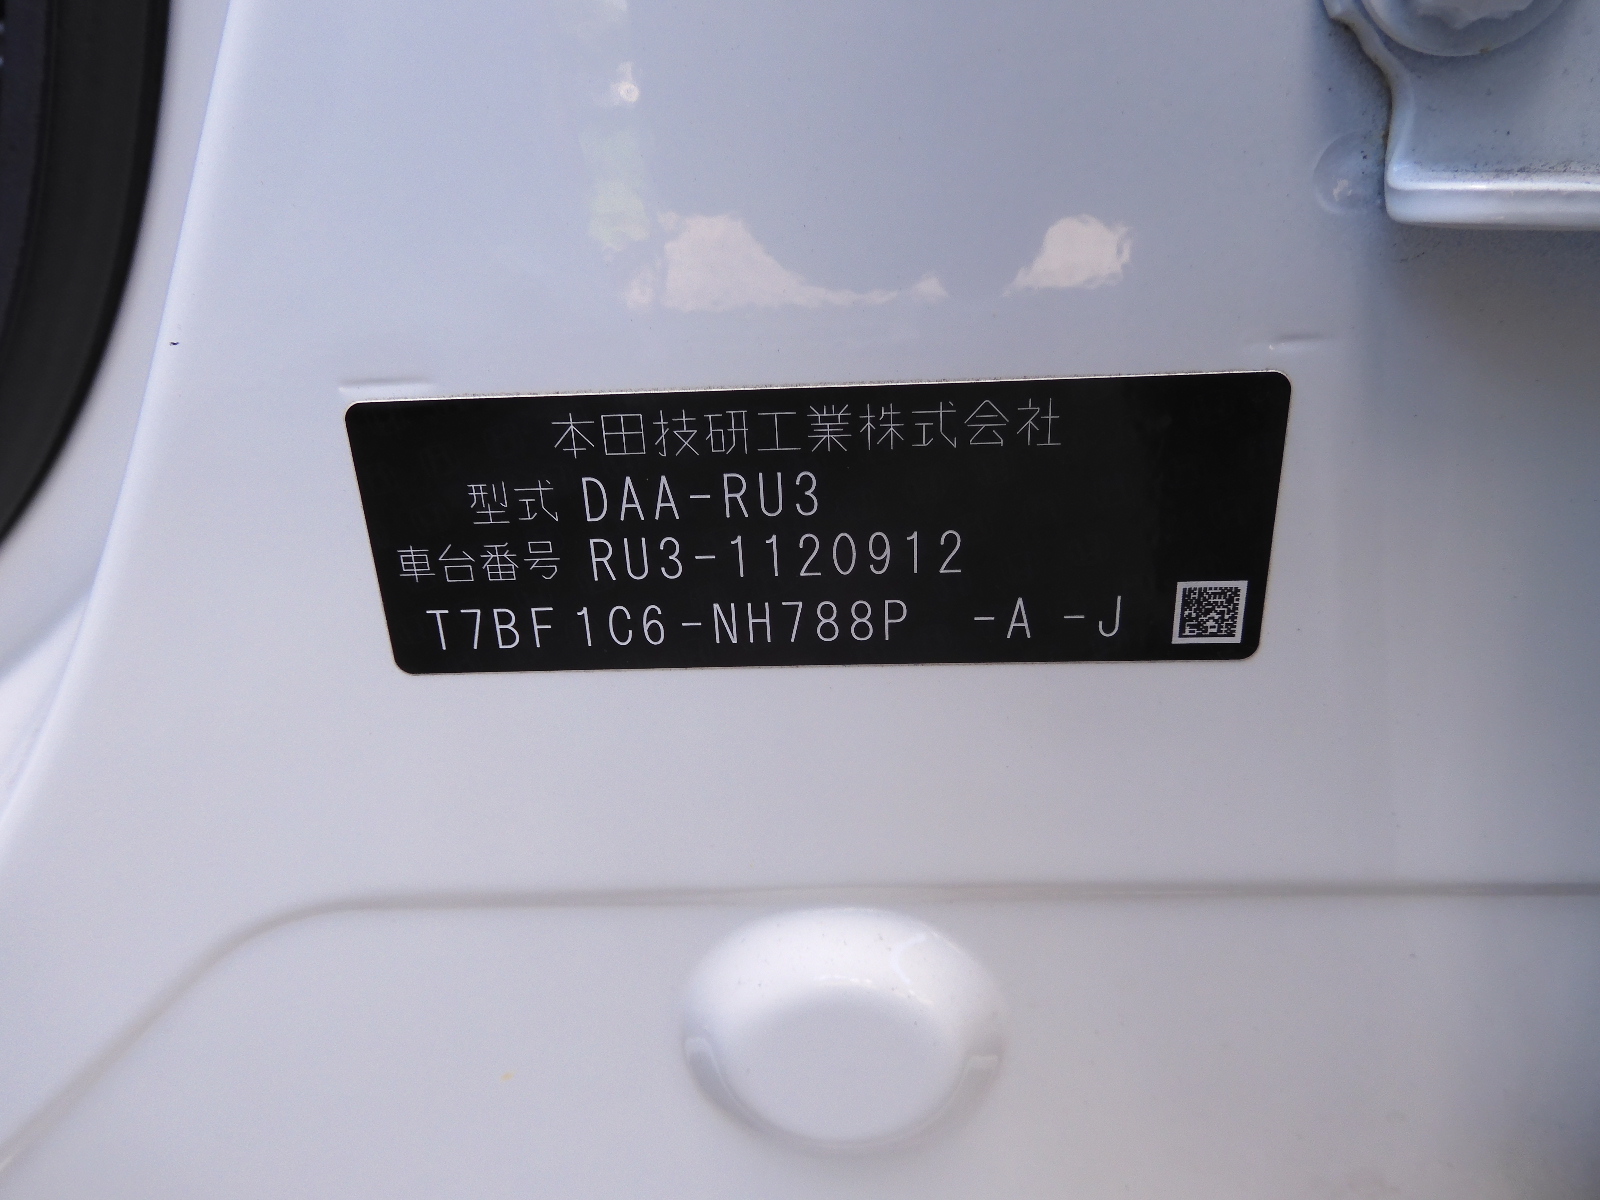 本田技研工業株式会社
型式 DAA-RU3
車台番号 RU3-1120912
T7BF1C6-NH788P -A -J